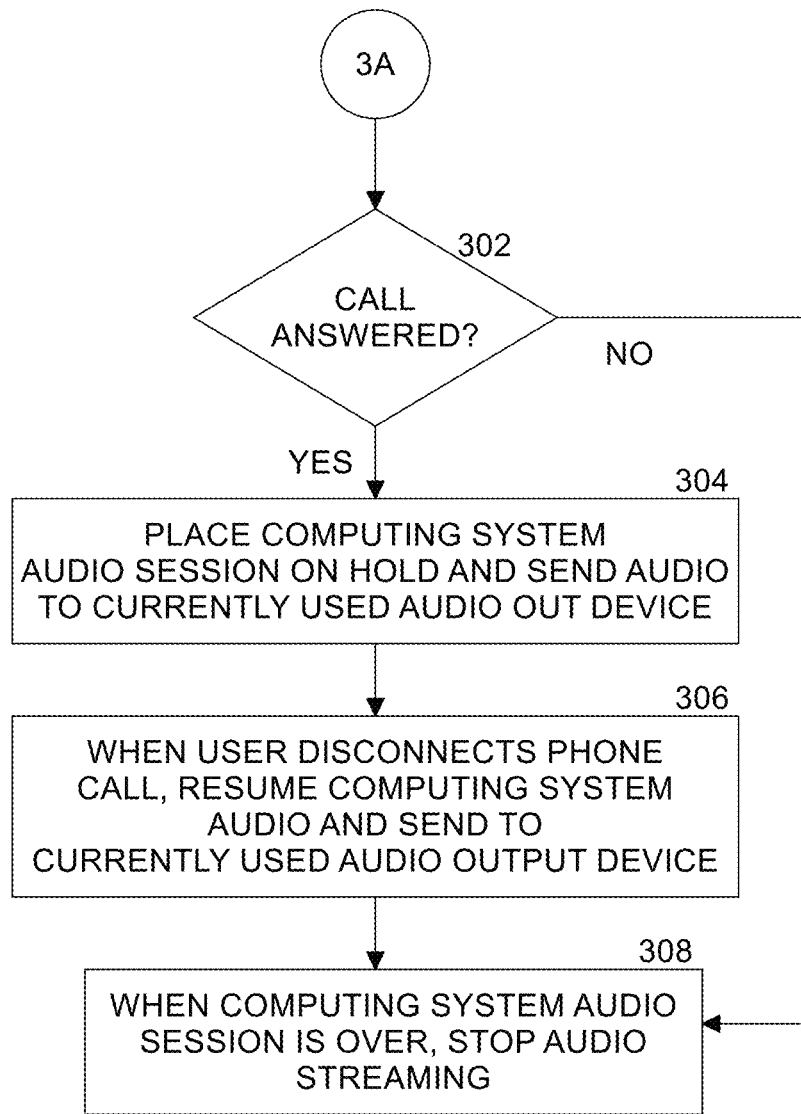 3A
302
CALL
ANSWERED?
NO
YES
304
PLACE COMPUTING SYSTEM
AUDIO SESSION ON HOLD AND SEND AUDIO
TO CURRENTLY USED AUDIO OUT DEVICE
306
WHEN USER DISCONNECTS PHONE
CALL, RESUME COMPUTING SYSTEM
AUDIO AND SEND TO
CURRENTLY USED AUDIO OUTPUT DEVICE
308
WHEN COMPUTING SYSTEM AUDIO
SESSION IS OVER, STOP AUDIO
STREAMING